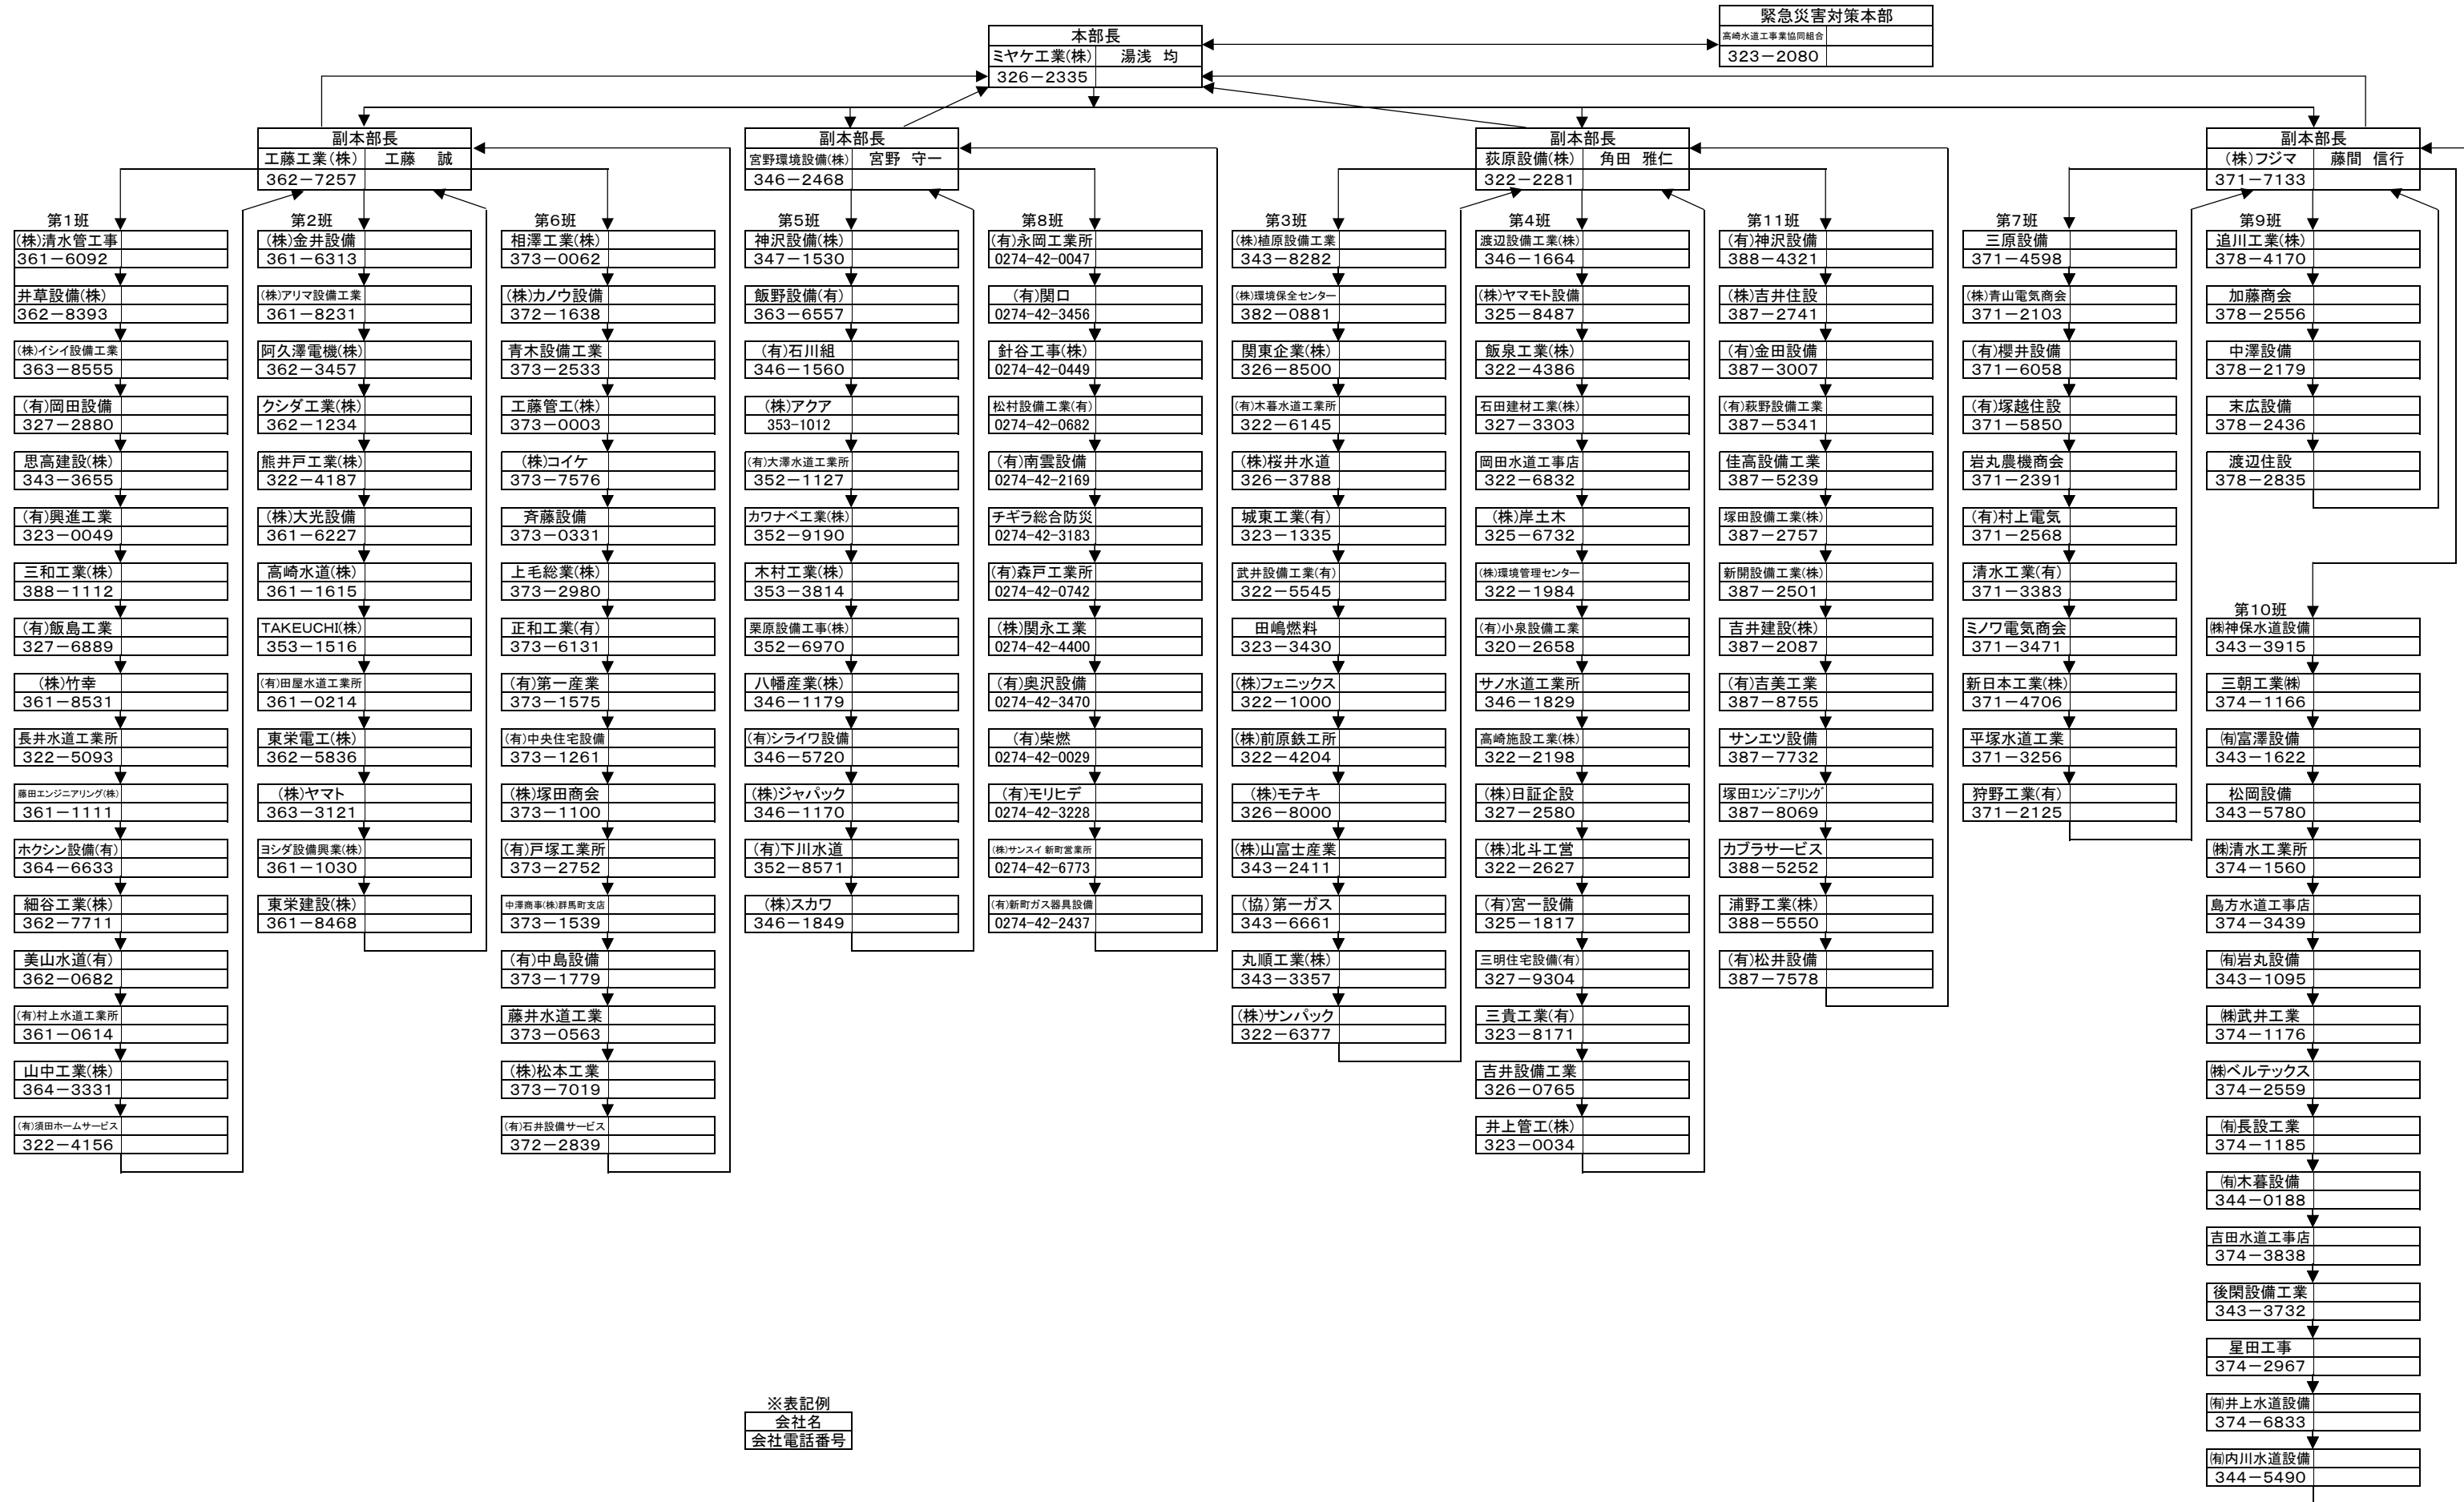 緊急災害対策本部
高崎水道工事業協同組合
323－2080
本部長
ミヤケ工業(株) 湯浅 均
326－2335
副本部長
工藤工業(株) 工藤 誠
362－7257
副本部長
宮野環境設備(株) 宮野 守一
346－2468
副本部長
荻原設備(株) 角田 雅仁
322－2281
副本部長
(株)フジマ 藤間 信行
371－7133
第1班
(株)清水管工事
361－6092
井草設備(株)
362－8393
(株)イシイ設備工業
363－8555
(有)岡田設備
327－2880
思高建設(株)
343－3655
(有)興進工業
323－0049
三和工業(株)
388－1112
(有)飯島工業
327－6889
(株)竹幸
361－8531
長井水道工業所
322－5093
藤田エンジニアリング(株)
361－1111
ホクシン設備(有)
364－6633
細谷工業(株)
362－7711
美山水道(有)
362－0682
(有)村上水道工業所
361－0614
山中工業(株)
364－3331
(有)須田ホームサービス
322－4156
第2班
(株)金井設備
361－6313
(株)アリマ設備工業
361－8231
阿久澤電機(株)
362－3457
クシダ工業(株)
362－1234
熊井戸工業(株)
322－4187
(株)大光設備
361－6227
高崎水道(株)
361－1615
TAKEUCHI(株)
353－1516
(有)田屋水道工業所
361－0214
東栄電工(株)
362－5836
(株)ヤマト
363－3121
ヨシダ設備興業(株)
361－1030
東栄建設(株)
361－8468
第6班
相澤工業(株)
373－0062
(株)カノウ設備
372－1638
青木設備工業
373－2533
工藤管工(株)
373－0003
(株)コイケ
373－7576
斉藤設備
373－0331
上毛総業(株)
373－2980
正和工業(有)
373－6131
(有)第一産業
373－1575
(有)中央住宅設備
373－1261
(株)塚田商会
373－1100
(有)戸塚工業所
373－2752
中澤商事(株)群馬町支店
373－1539
(有)中島設備
373－1779
藤井水道工業
373－0563
(株)松本工業
373－7019
(有)石井設備サービス
372－2839
第5班
神沢設備(株)
347－1530
飯野設備(有)
363－6557
(有)石川組
346－1560
(株)アクア
353-1012
(有)大澤水道工業所
352－1127
カワナベ工業(株)
352－9190
木村工業(株)
353－3814
栗原設備工事(株)
352－6970
八幡産業(株)
346－1179
(有)シライワ設備
346－5720
(株)ジャパック
346－1170
(有)下川水道
352－8571
(株)スカワ
346－1849
第8班
(有)永岡工業所
0274-42-0047
(有)関口
0274-42-3456
針谷工事(株)
0274-42-0449
松村設備工業(有)
0274-42-0682
(有)南雲設備
0274-42-2169
チギラ総合防災
0274-42-3183
(有)森戸工業所
0274-42-0742
(株)関永工業
0274-42-4400
(有)奥沢設備
0274-42-3470
(有)柴燃
0274-42-0029
(有)モリヒデ
0274-42-3228
(株)サンスイ 新町営業所
0274-42-6773
(有)新町ガス器具設備
0274-42-2437
第3班
(株)植原設備工業
343－8282
(株)環境保全センター
382－0881
関東企業(株)
326－8500
(有)木暮水道工業所
322－6145
(株)桜井水道
326－3788
城東工業(有)
323－1335
武井設備工業(有)
322－5545
田嶋燃料
323－3430
(株)フェニックス
322－1000
(株)前原鉄工所
322－4204
(株)モテキ
326－8000
(株)山富士産業
343－2411
(協)第一ガス
343－6661
丸順工業(株)
343－3357
(株)サンパック
322－6377
第4班
渡辺設備工業(株)
346－1664
(株)ヤマモト設備
325－8487
飯泉工業(株)
322－4386
石田建材工業(株)
327－3303
岡田水道工事店
322－6832
(株)岸土木
325－6732
(株)環境管理センター
322－1984
(有)小泉設備工業
320－2658
サノ水道工業所
346－1829
高崎施設工業(株)
322－2198
(株)日証企設
327－2580
(株)北斗工営
322－2627
(有)宮一設備
325－1817
三明住宅設備(有)
327－9304
三貴工業(有)
323－8171
吉井設備工業
326－0765
井上管工(株)
323－0034
第11班
(有)神沢設備
388－4321
(株)吉井住設
387－2741
(有)金田設備
387－3007
(有)萩野設備工業
387－5341
佳高設備工業
387－5239
塚田設備工業(株)
387－2757
新開設備工業(株)
387－2501
吉井建設(株)
387－2087
(有)吉美工業
387－8755
サンエツ設備
387－7732
塚田エンジニアリング
387－8069
カブラサービス
388－5252
浦野工業(株)
388－5550
(有)松井設備
387－7578
第7班
三原設備
371－4598
(株)青山電気商会
371－2103
(有)櫻井設備
371－6058
(有)塚越住設
371－5850
岩丸農機商会
371－2391
(有)村上電気
371－2568
清水工業(有)
371－3383
ミノワ電気商会
371－3471
新日本工業(株)
371－4706
平塚水道工業
371－3256
狩野工業(有)
371－2125
第9班
追川工業(株)
378－4170
加藤商会
378－2556
中澤設備
378－2179
末広設備
378－2436
渡辺住設
378－2835
第10班
㈱神保水道設備
343－3915
三朝工業㈱
374－1166
㈲富澤設備
343－1622
松岡設備
343－5780
㈱清水工業所
374－1560
島方水道工事店
374－3439
㈲岩丸設備
343－1095
㈱武井工業
374－1176
㈱ベルテックス
374－2559
㈲長設工業
374－1185
㈲木暮設備
344－0188
吉田水道工事店
374－3838
後閑設備工業
343－3732
星田工事
374－2967
㈲井上水道設備
374－6833
㈲内川水道設備
344－5490
※表記例
会社名
会社電話番号